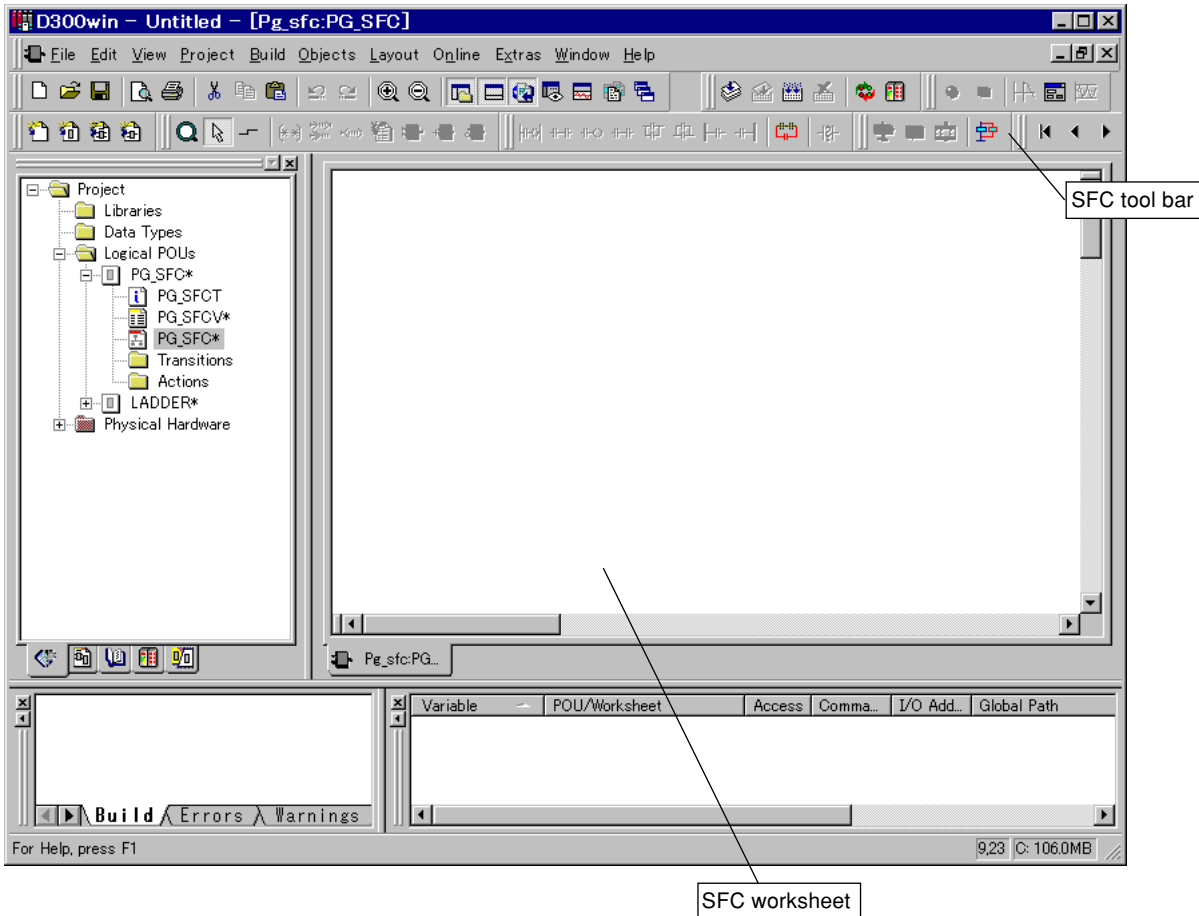 D300win - Untitled - [Pg_sfc:PG_SFC]
File Edit View Project Build Objects Layout Online Extras Window Help
SFC tool bar
Project
Libraries
Data Types
Logical POUs
PG_SFC*
PG_SFCT
PG_SFCV*
PG_SFC*
Transitions
Actions
LADDER*
Physical Hardware
Pg_sfc:PG...
Variable POU/Worksheet Access Comma... I/O Add... Global Path
Build Errors Warnings
For Help, press F1 9,23 C: 106.0MB
SFC worksheet